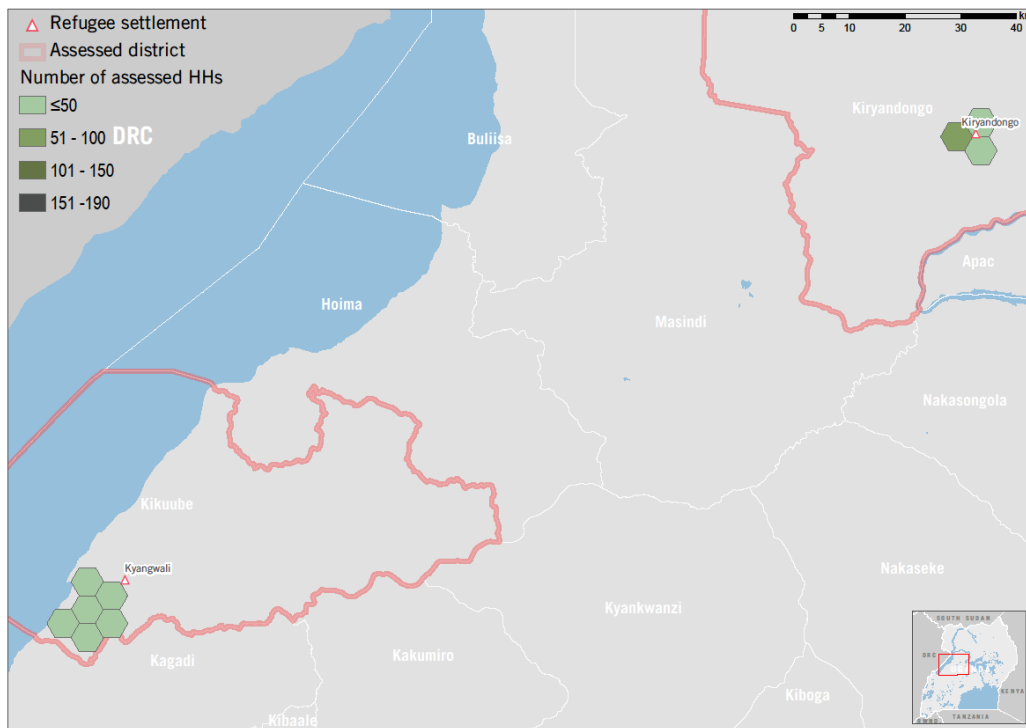 Refugee settlement
Assessed district
Number of assessed HHs
≤50
51 - 100
101 - 150
151 -190
DRC
km
0 5 10 20 30 40
Buliisa
Kiryandongo
Kiryandongo
Apac
Hoima
Masindi
Nakasongola
Kikuube
Kyangwali
Nakaseke
Kyankwanzi
Kagadi
Kakumiro
Kiboga
Kibaale
SOUTH SUDAN
DRC
KENYA
TANZANIA